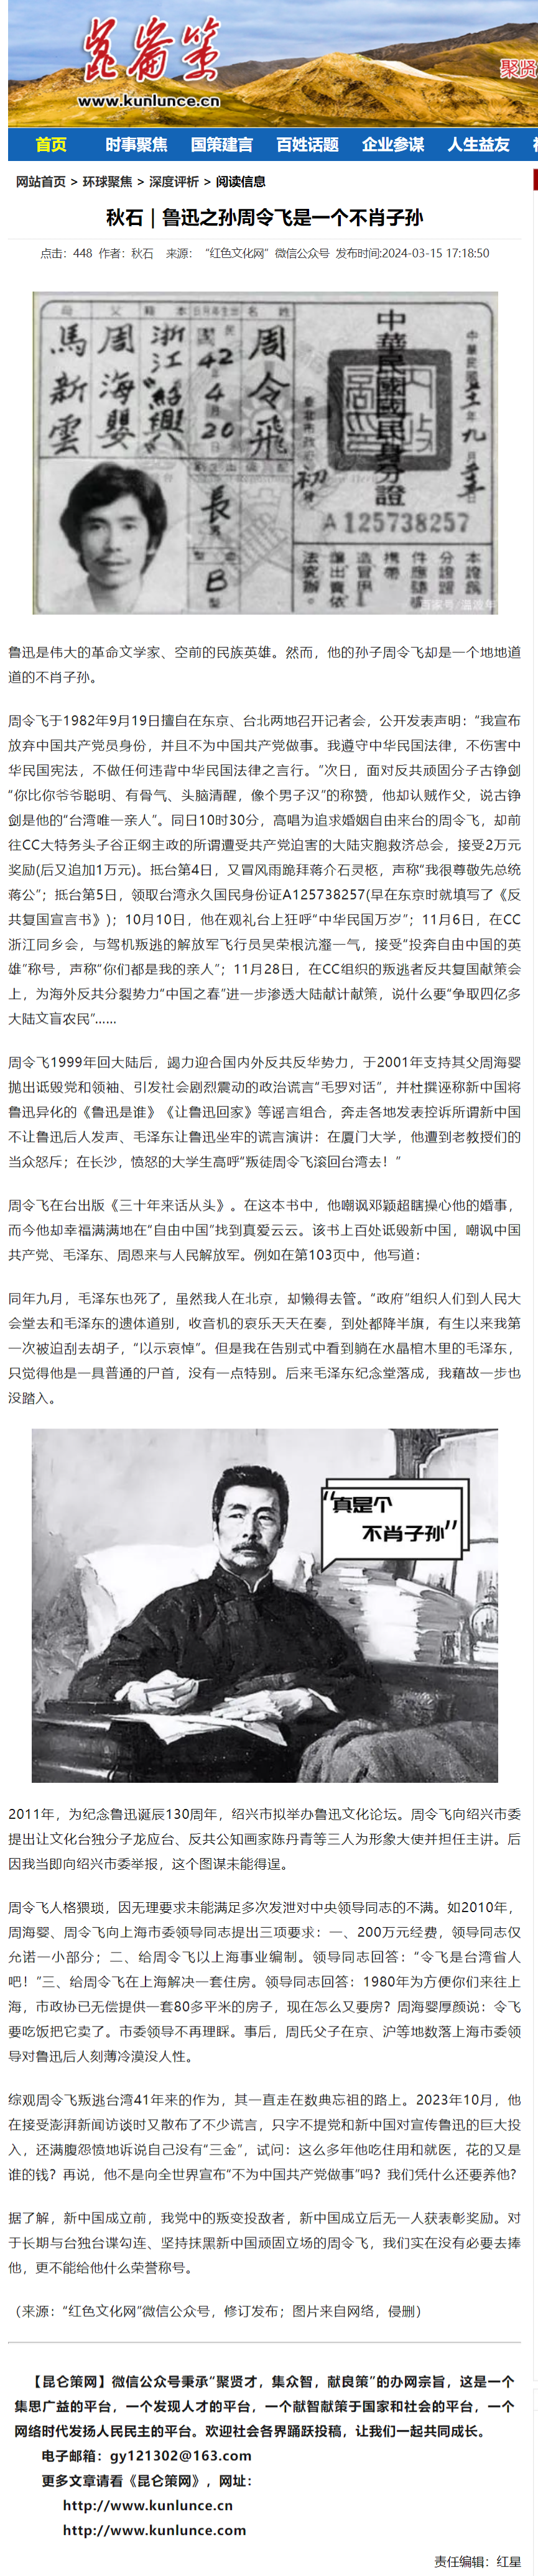 昆仑策
www.kunlunce.cn
聚贤
首页 时事聚焦 国策建言 百姓话题 企业参谋 人生益友
网站首页 > 环球聚焦 > 深度评析 > 阅读信息
秋石｜鲁迅之孙周令飞是一个不肖子孙
点击：448 作者：秋石 来源：“红色文化网”微信公众号 发布时间:2024-03-15 17:18:50
母 父 籍本 名姓
馬新雲
周海嬰
浙江紹興
民國42 4 20
周令飛
中華民國國民身分證
長
B
初
A125738257
鲁迅是伟大的革命文学家、空前的民族英雄。然而，他的孙子周令飞却是一个地地道
道的不肖子孙。
周令飞于1982年9月19日擅自在东京、台北两地召开记者会，公开发表声明：“我宣布
放弃中国共产党员身份，并且不为中国共产党做事。我遵守中华民国法律，不伤害中
华民国宪法，不做任何违背中华民国法律之言行。”次日，面对反共顽固分子古铮剑
“你比你爷爷聪明、有骨气、头脑清醒，像个男子汉”的称赞，他却认贼作父，说古铮
剑是他的“台湾唯一亲人”。同日10时30分，高唱为追求婚姻自由来台的周令飞，却前
往CC大特务头子谷正纲主政的所谓遭受共产党迫害的大陆灾胞救济总会，接受2万元
奖励(后又追加1万元)。抵台第4日，又冒风雨跪拜蒋介石灵柩，声称“我很尊敬先总统
蒋公”；抵台第5日，领取台湾永久国民身份证A125738257(早在东京时就填写了《反
共复国宣言书》)；10月10日，他在观礼台上狂呼“中华民国万岁”；11月6日，在CC
浙江同乡会，与驾机叛逃的解放军飞行员吴荣根沆瀣一气，接受“投奔自由中国的英
雄”称号，声称“你们都是我的亲人”；11月28日，在CC组织的叛逃者反共复国献策会
上，为海外反共分裂势力“中国之春”进一步渗透大陆献计献策，说什么要“争取四亿多
大陆文盲农民”……
周令飞1999年回大陆后，竭力迎合国内外反共反华势力，于2001年支持其父周海婴
抛出诋毁党和领袖、引发社会剧烈震动的政治谎言“毛罗对话”，并杜撰诬称新中国将
鲁迅异化的《鲁迅是谁》《让鲁迅回家》等谣言组合，奔走各地发表控诉所谓新中国
不让鲁迅后人发声、毛泽东让鲁迅坐牢的谎言演讲：在厦门大学，他遭到老教授们的
当众怒斥；在长沙，愤怒的大学生高呼“叛徒周令飞滚回台湾去！”
周令飞在台出版《三十年来话从头》。在这本书中，他嘲讽邓颖超瞎操心他的婚事，
而今他却幸福满满地在“自由中国”找到真爱云云。该书上百处诋毁新中国，嘲讽中国
共产党、毛泽东、周恩来与人民解放军。例如在第103页中，他写道：
同年九月，毛泽东也死了，虽然我人在北京，却懒得去管。“政府”组织人们到人民大
会堂去和毛泽东的遗体道别，收音机的哀乐天天在奏，到处都降半旗，有生以来我第
一次被迫刮去胡子，“以示哀悼”。但是我在告别式中看到躺在水晶棺木里的毛泽东，
只觉得他是一具普通的尸首，没有一点特别。后来毛泽东纪念堂落成，我藉故一步也
没踏入。
“真是个
不肖子孙”
2011年，为纪念鲁迅诞辰130周年，绍兴市拟举办鲁迅文化论坛。周令飞向绍兴市委
提出让文化台独分子龙应台、反共公知画家陈丹青等三人为形象大使并担任主讲。后
因我当即向绍兴市委举报，这个图谋未能得逞。
周令飞人格猥琐，因无理要求未能满足多次发泄对中央领导同志的不满。如2010年，
周海婴、周令飞向上海市委领导同志提出三项要求：一、200万元经费，领导同志仅
允诺一小部分；二、给周令飞以上海事业编制。领导同志回答：“令飞是台湾省人
吧！”三、给周令飞在上海解决一套住房。领导同志回答：1980年为方便你们来往上
海，市政协已无偿提供一套80多平米的房子，现在怎么又要房？周海婴厚颜说：令飞
要吃饭把它卖了。市委领导不再理睬。事后，周氏父子在京、沪等地数落上海市委领
导对鲁迅后人刻薄冷漠没人性。
综观周令飞叛逃台湾41年来的作为，其一直走在数典忘祖的路上。2023年10月，他
在接受澎湃新闻访谈时又散布了不少谎言，只字不提党和新中国对宣传鲁迅的巨大投
入，还满腹怨愤地诉说自己没有“三金”，试问：这么多年他吃住用和就医，花的又是
谁的钱？再说，他不是向全世界宣布“不为中国共产党做事”吗？我们凭什么还要养他?
据了解，新中国成立前，我党中的叛变投敌者，新中国成立后无一人获表彰奖励。对
于长期与台独台谍勾连、坚持抹黑新中国顽固立场的周令飞，我们实在没有必要去捧
他，更不能给他什么荣誉称号。
（来源：“红色文化网”微信公众号，修订发布；图片来自网络，侵删）
【昆仑策网】微信公众号秉承“聚贤才，集众智，献良策”的办网宗旨，这是一个
集思广益的平台，一个发现人才的平台，一个献智献策于国家和社会的平台，一个
网络时代发扬人民民主的平台。欢迎社会各界踊跃投稿，让我们一起共同成长。
电子邮箱：gy121302@163.com
更多文章请看《昆仑策网》，网址：
http://www.kunlunce.cn
http://www.kunlunce.com
责任编辑：红星